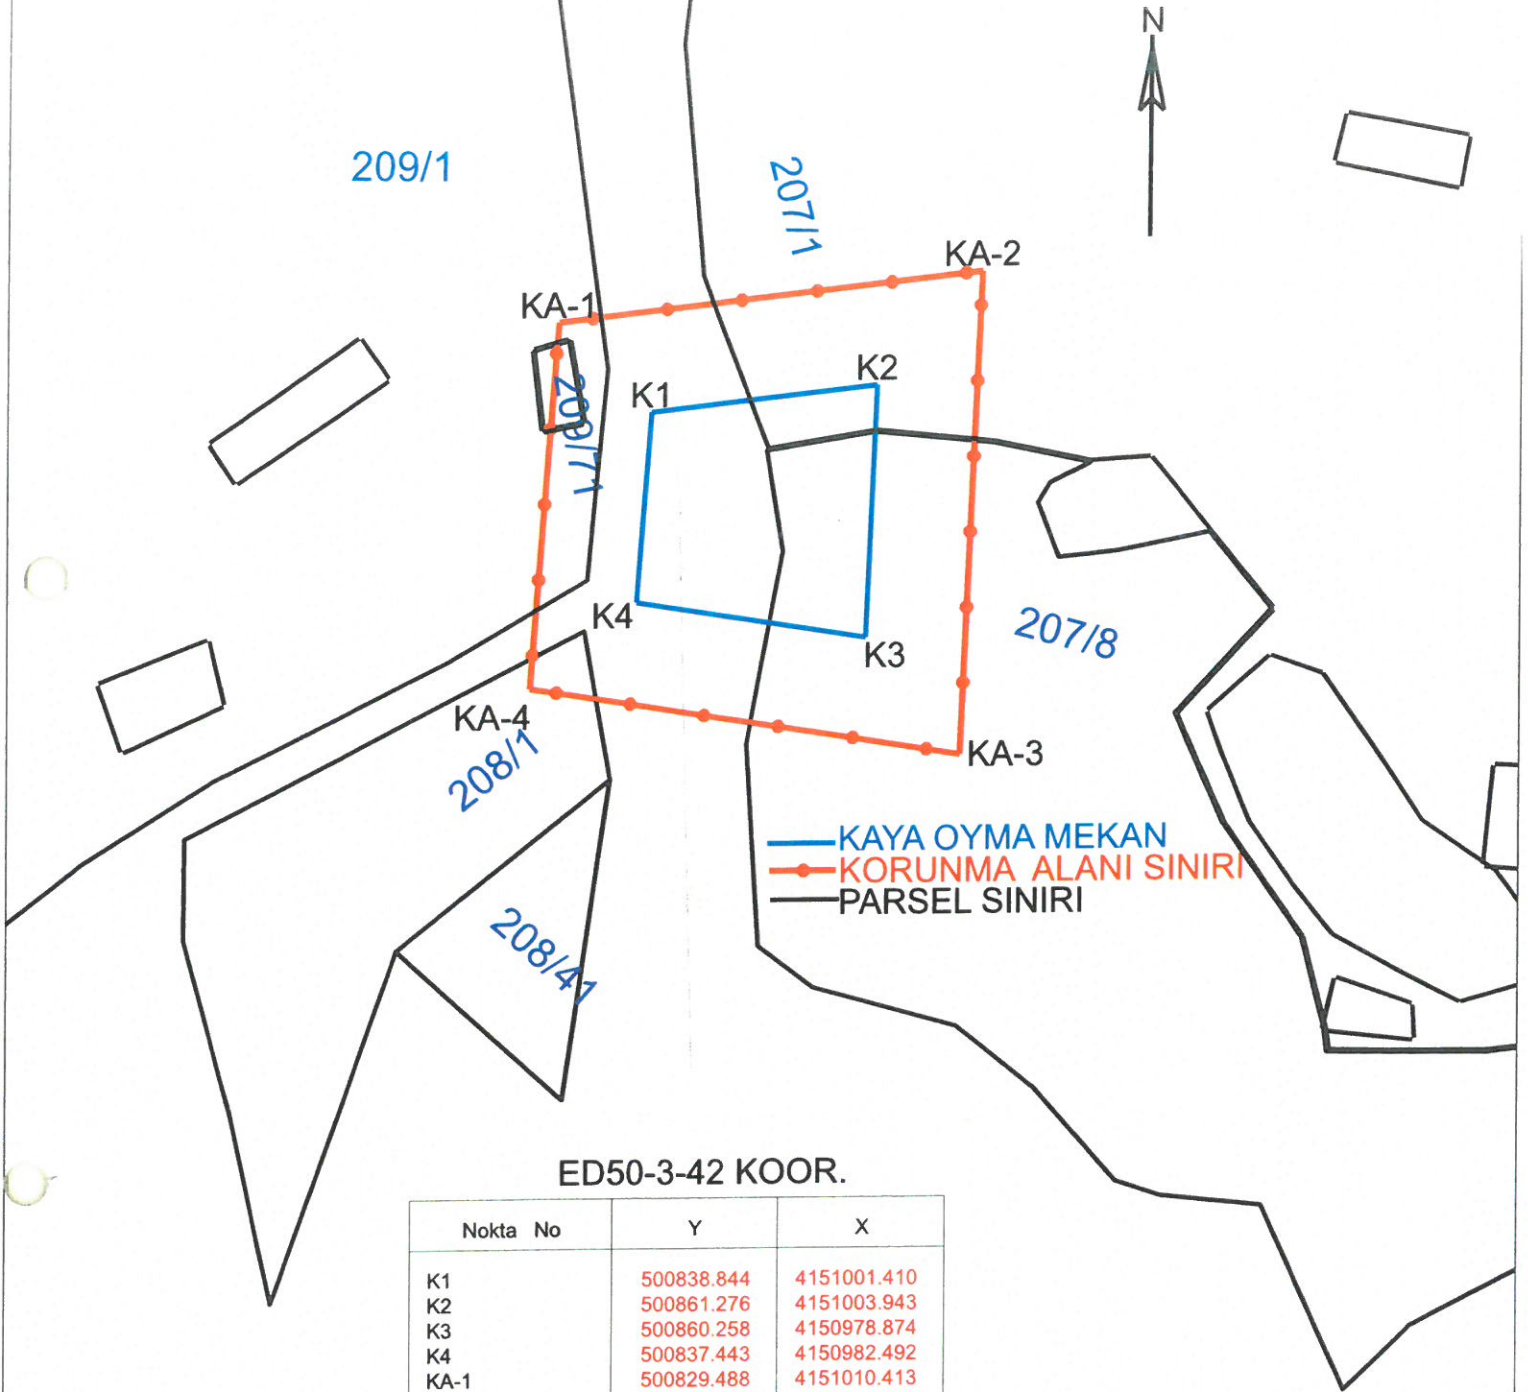 N
209/1
207/1
KA-2
KA-1
K2
K1
209/71
K4
207/8
K3
KA-4
KA-3
208/1
KAYA OYMA MEKAN
KORUNMA ALANI SINIRI
PARSEL SINIRI
208/41
ED50-3-42 KOOR.
Nokta No Y X
K1 500838.844 4151001.410
K2 500861.276 4151003.943
K3 500860.258 4150978.874
K4 500837.443 4150982.492
KA-1 500829.488 4151010.413